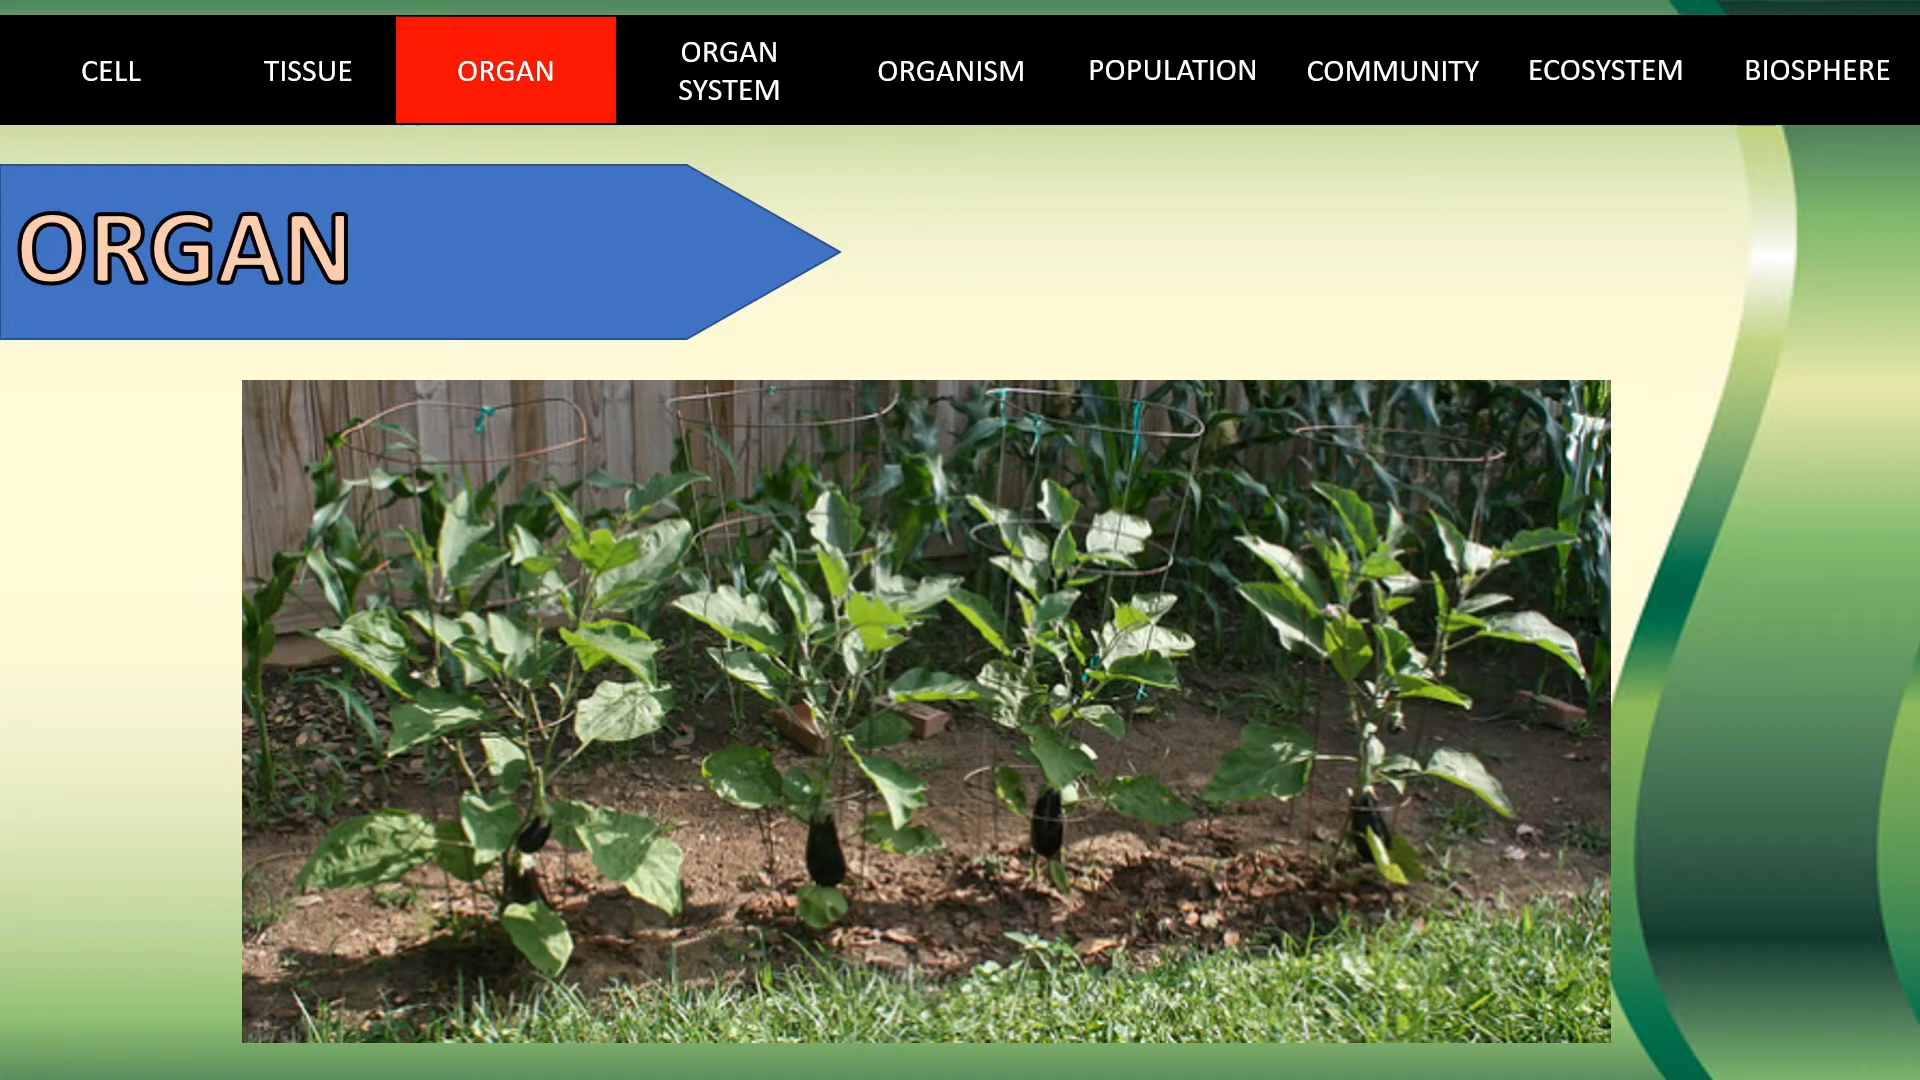 CELL
TISSUE
ORGAN
ORGAN
SYSTEM
ORGANISM
POPULATION
COMMUNITY
ECOSYSTEM
BIOSPHERE
ORGAN